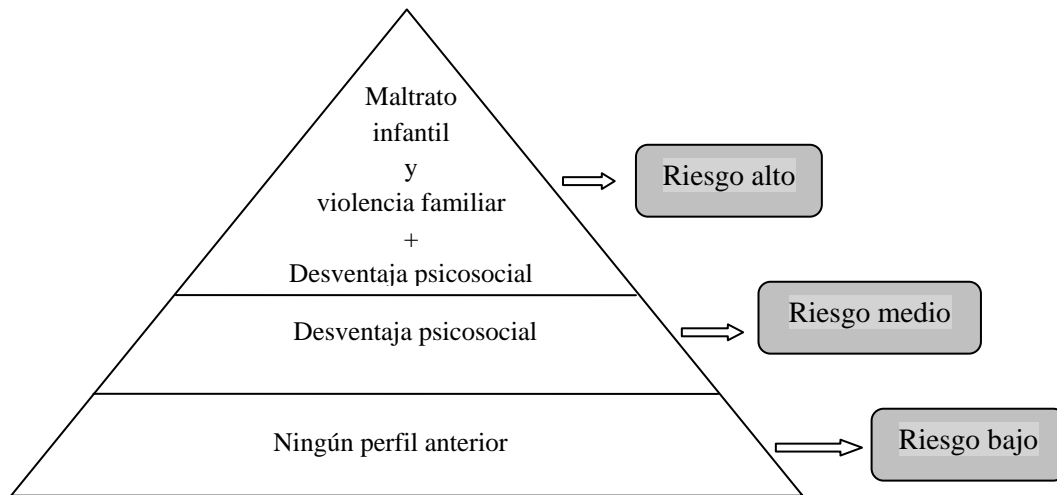 Maltrato
infantil
y
violencia familiar
+
Desventaja psicosocial
Riesgo alto
Desventaja psicosocial
Riesgo medio
Ningún perfil anterior
Riesgo bajo